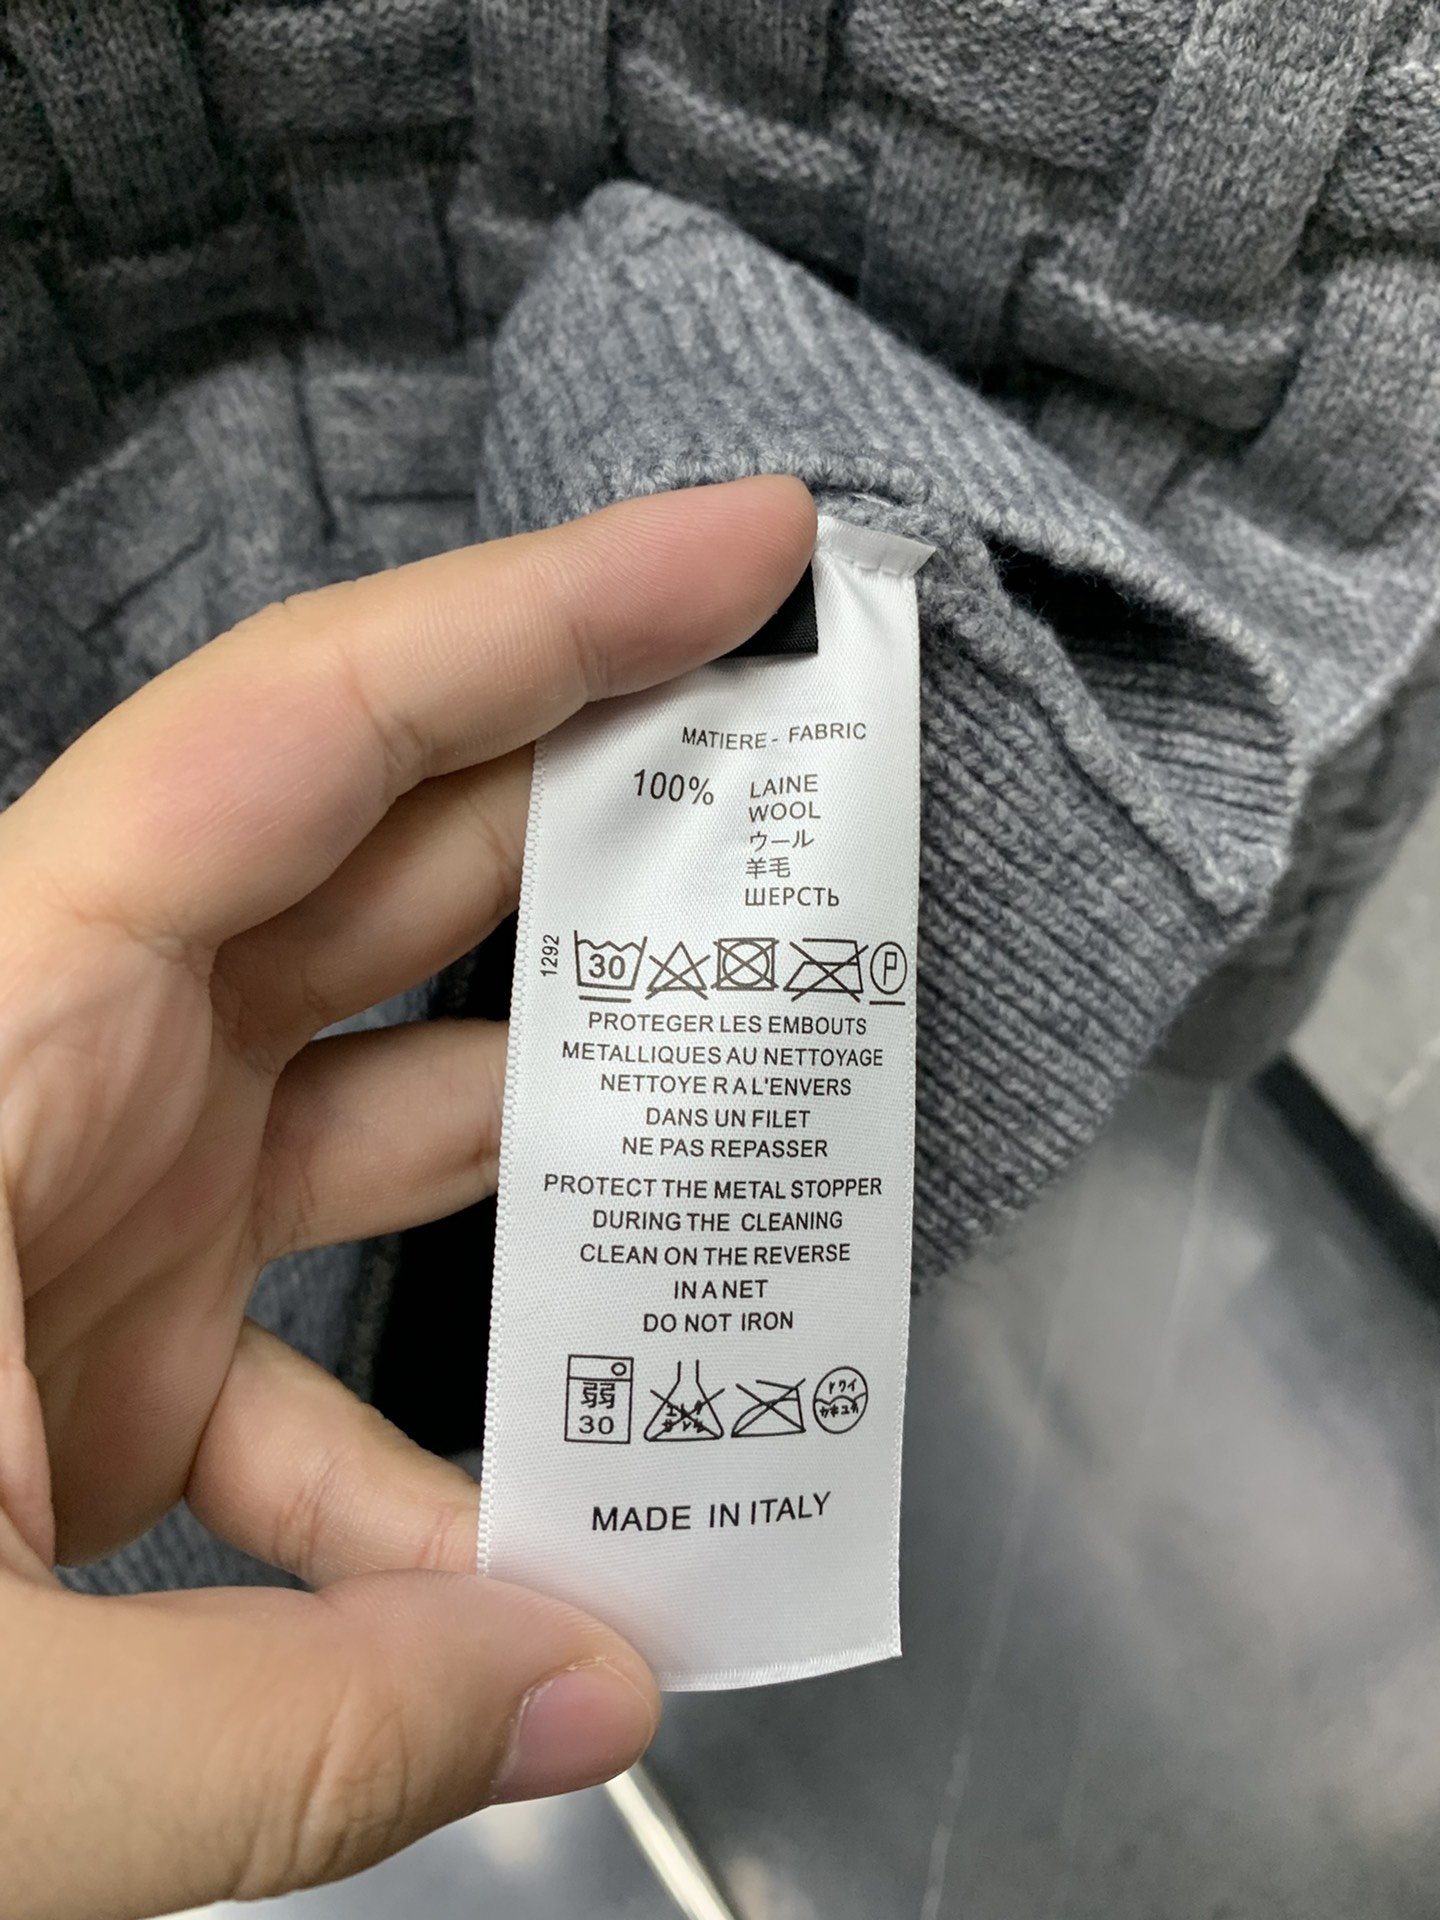 MATIERE - FABRIC
100% LAINE
WOOL
ウール
羊毛
ШЕРСТЬ
1292
30 P
PROTEGER LES EMBOUTS
METALLIQUES AU NETTOYAGE
NETTOYE R A L'ENVERS
DANS UN FILET
NE PAS REPASSER
PROTECT THE METAL STOPPER
DURING THE CLEANING
CLEAN ON THE REVERSE
IN A NET
DO NOT IRON
弱
30
MADE IN ITALY